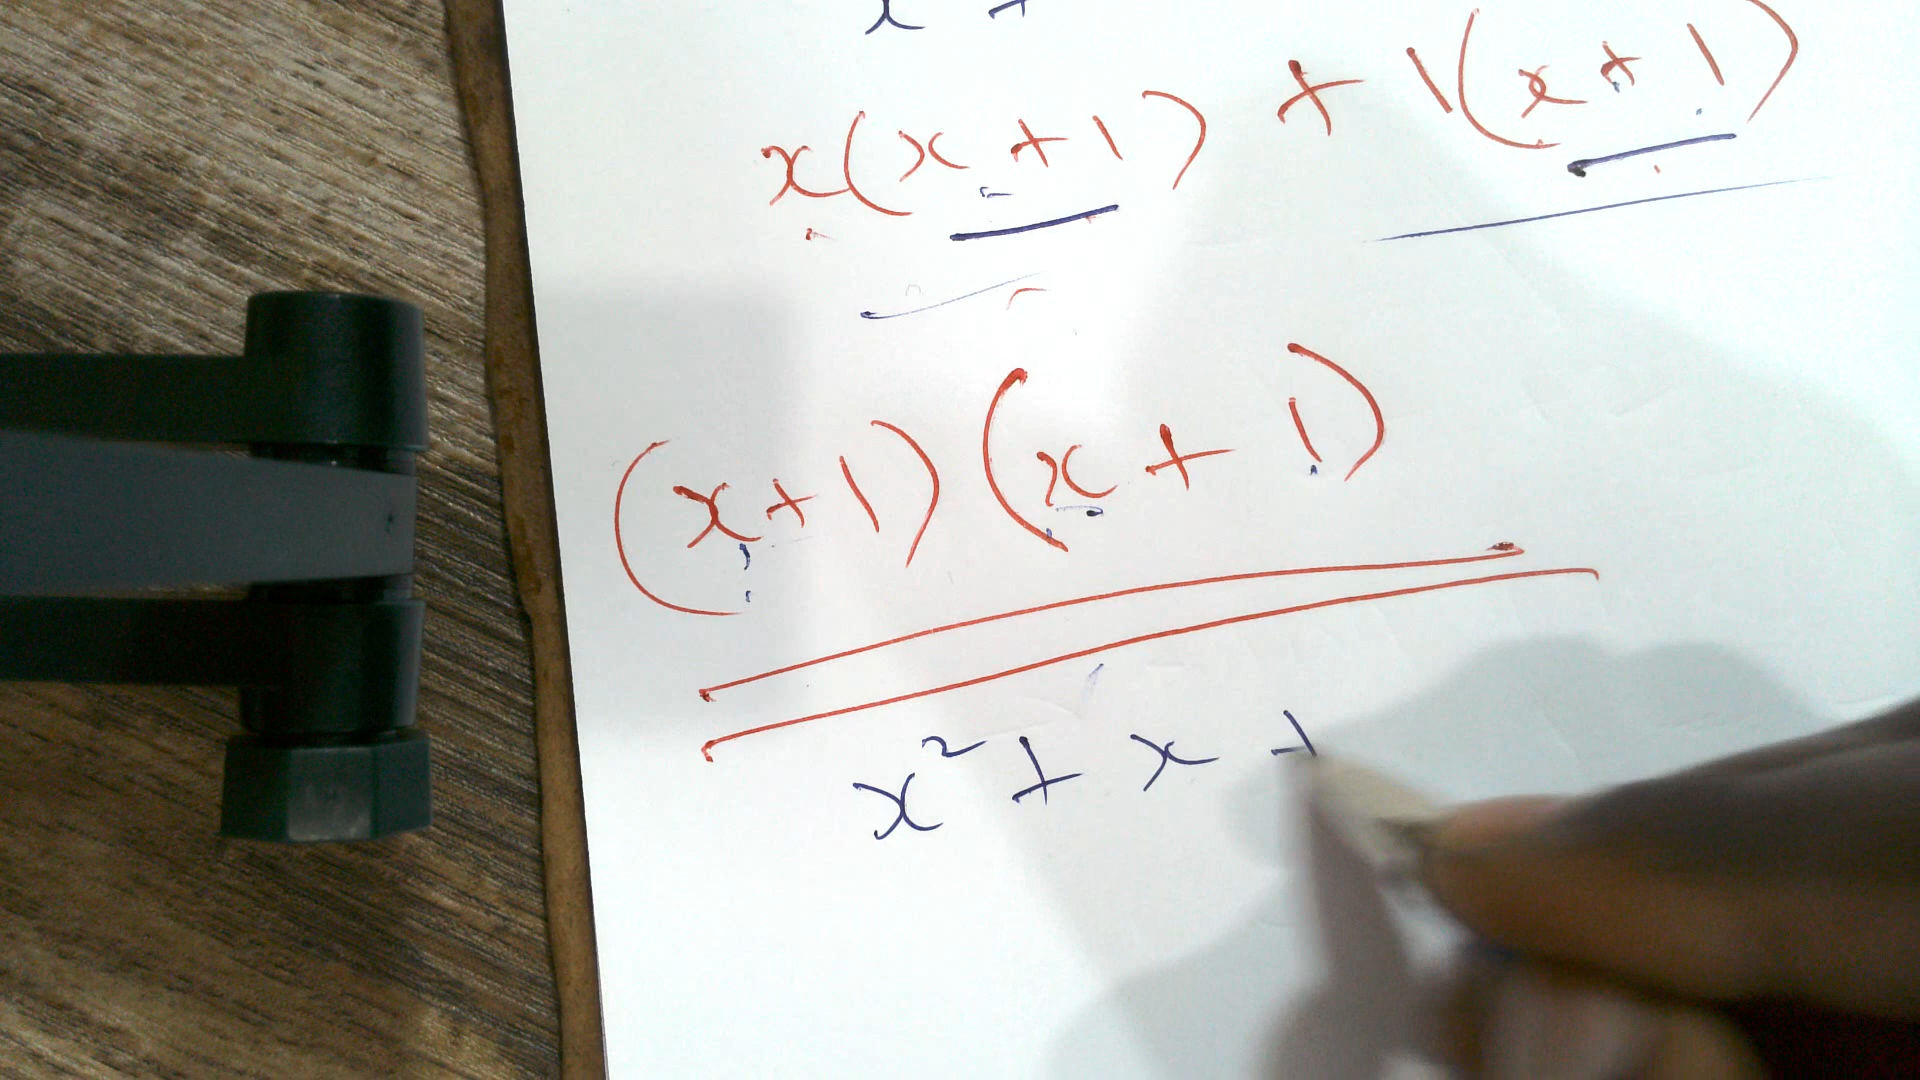 x(x+1) + 1(x+1)
(x+1)(x+1)
x² + x +